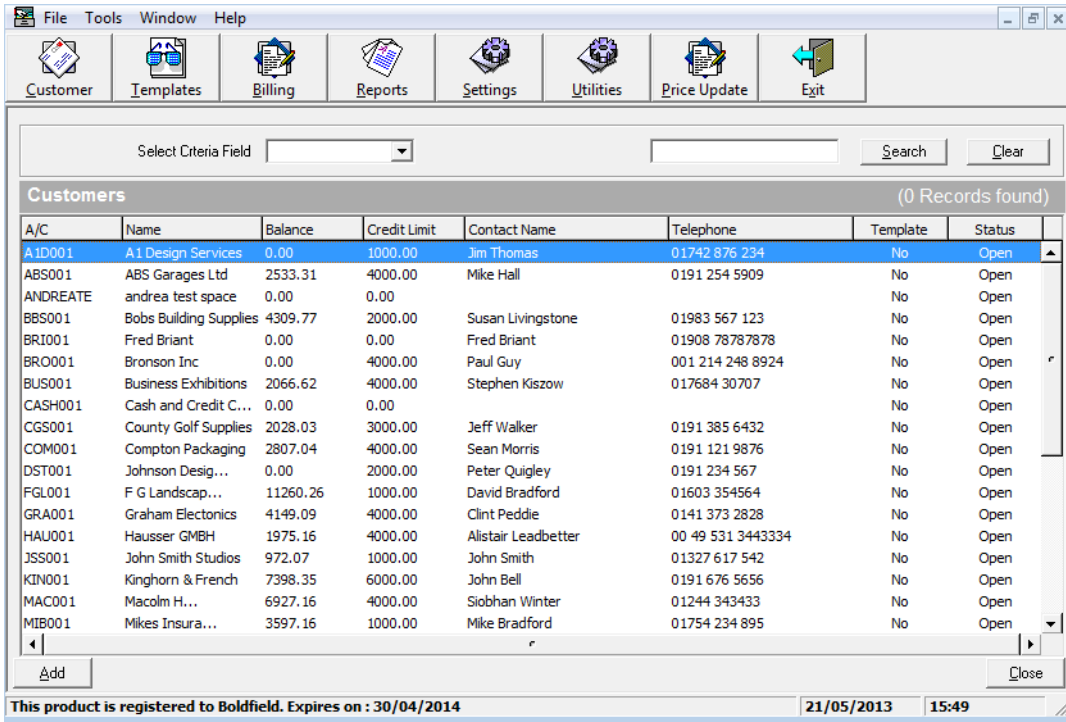 File Tools Window Help
Customer Templates Billing Reports Settings Utilities Price Update Exit
Select Criteria Field Search Clear
Customers (0 Records found)
A/C Name Balance Credit Limit Contact Name Telephone Template Status
A1D001 A1 Design Services 0.00 1000.00 Jim Thomas 01742 876 234 No Open
ABS001 ABS Garages Ltd 2533.31 4000.00 Mike Hall 0191 254 5909 No Open
ANDREATE andrea test space 0.00 0.00 No Open
BBS001 Bobs Building Supplies 4309.77 2000.00 Susan Livingstone 01983 567 123 No Open
BRI001 Fred Briant 0.00 0.00 Fred Briant 01908 78787878 No Open
BRO001 Bronson Inc 0.00 4000.00 Paul Guy 001 214 248 8924 No Open
BUS001 Business Exhibitions 2066.62 4000.00 Stephen Kiszow 017684 30707 No Open
CASH001 Cash and Credit C... 0.00 0.00 No Open
CGS001 County Golf Supplies 2028.03 3000.00 Jeff Walker 0191 385 6432 No Open
COM001 Compton Packaging 2807.04 4000.00 Sean Morris 0191 121 9876 No Open
DST001 Johnson Desig... 0.00 2000.00 Peter Quigley 0191 234 567 No Open
FGL001 F G Landscap... 11260.26 1000.00 David Bradford 01603 354564 No Open
GRA001 Graham Electonics 4149.09 4000.00 Clint Peddie 0141 373 2828 No Open
HAU001 Hausser GMBH 1975.16 4000.00 Alistair Leadbetter 00 49 531 3443334 No Open
JSS001 John Smith Studios 972.07 1000.00 John Smith 01327 617 542 No Open
KIN001 Kinghorn & French 7398.35 6000.00 John Bell 0191 676 5656 No Open
MAC001 Macolm H... 6927.16 4000.00 Siobhan Winter 01244 343433 No Open
MIB001 Mikes Insura... 3597.16 1000.00 Mike Bradford 01754 234 895 No Open
Add Close
This product is registered to Boldfield. Expires on : 30/04/2014 21/05/2013 15:49